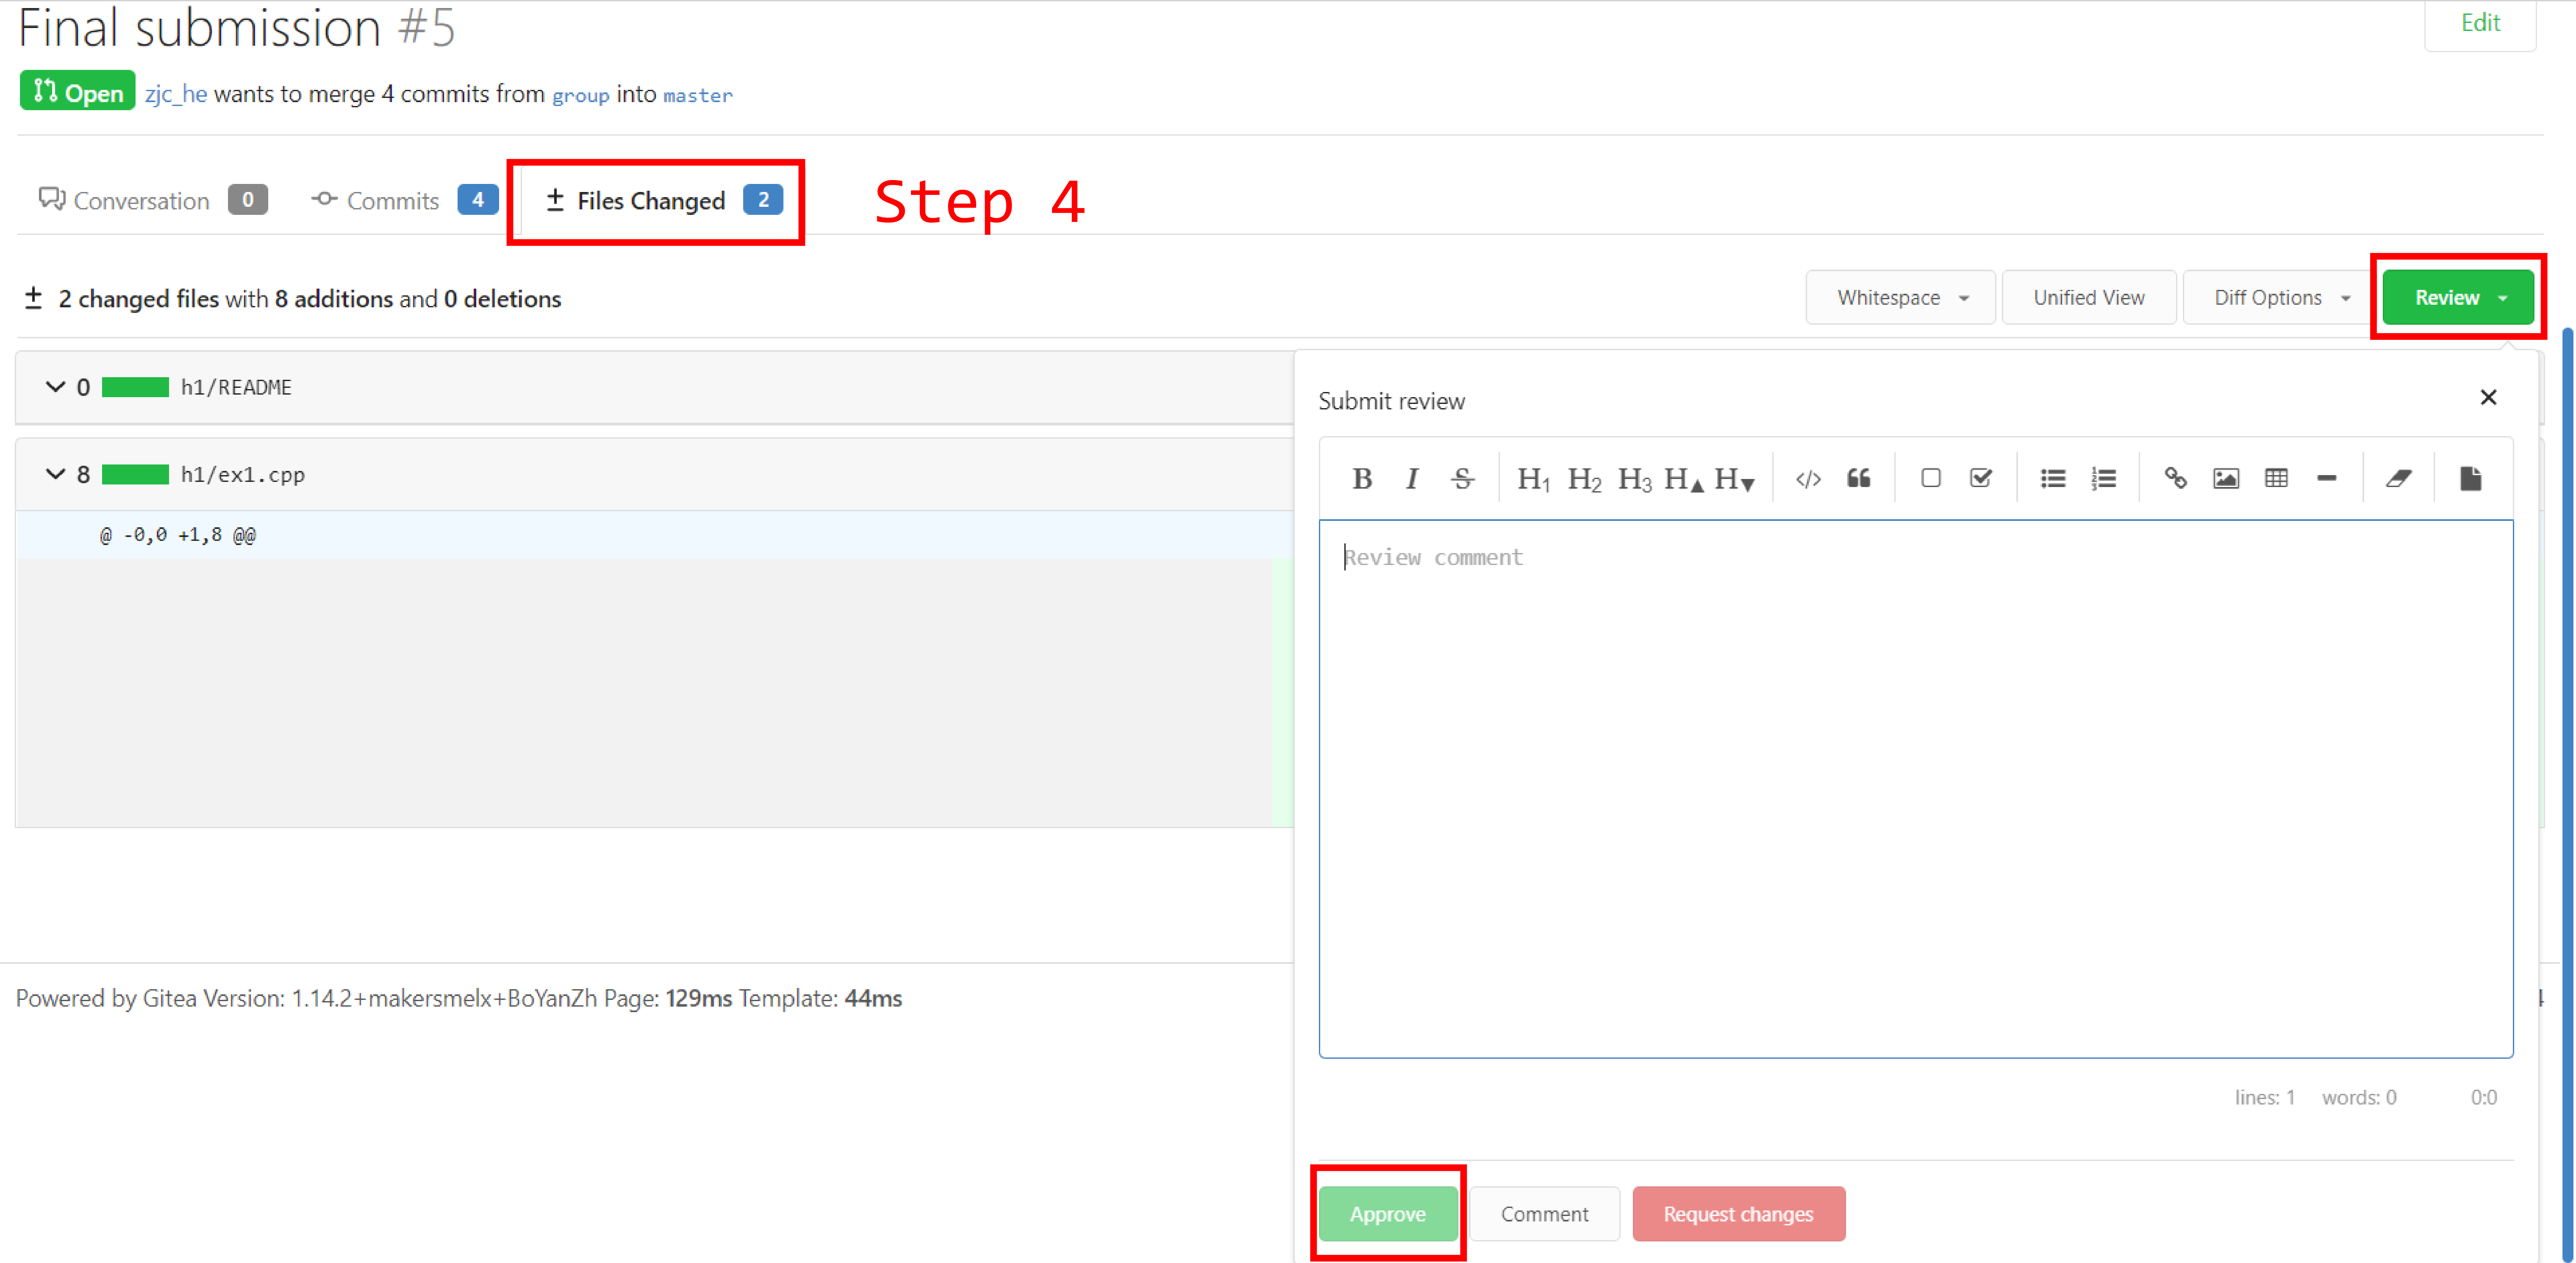 Final submission #5
Edit
Open zjc_he wants to merge 4 commits from group into master
Conversation 0 Commits 4 ± Files Changed 2 Step 4
± 2 changed files with 8 additions and 0 deletions
Whitespace Unified View Diff Options Review
0 h1/README
Submit review
8 h1/ex1.cpp
B I S H1 H2 H3 H▲ H▼
@ -0,0 +1,8 @@
Review comment
Powered by Gitea Version: 1.14.2+makersmelx+BoYanZh Page: 129ms Template: 44ms
lines: 1 words: 0 0:0
Approve Comment Request changes